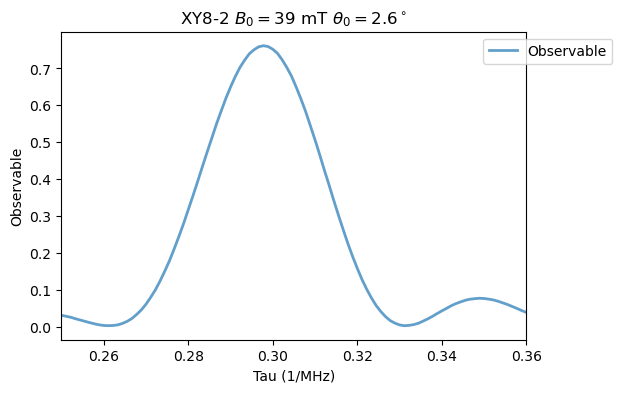 XY8-2 B₀ = 39 mT θ₀ = 2.6°
Observable
Observable
0.7
0.6
0.5
0.4
0.3
0.2
0.1
0.0
0.26 0.28 0.30 0.32 0.34 0.36
Tau (1/MHz)